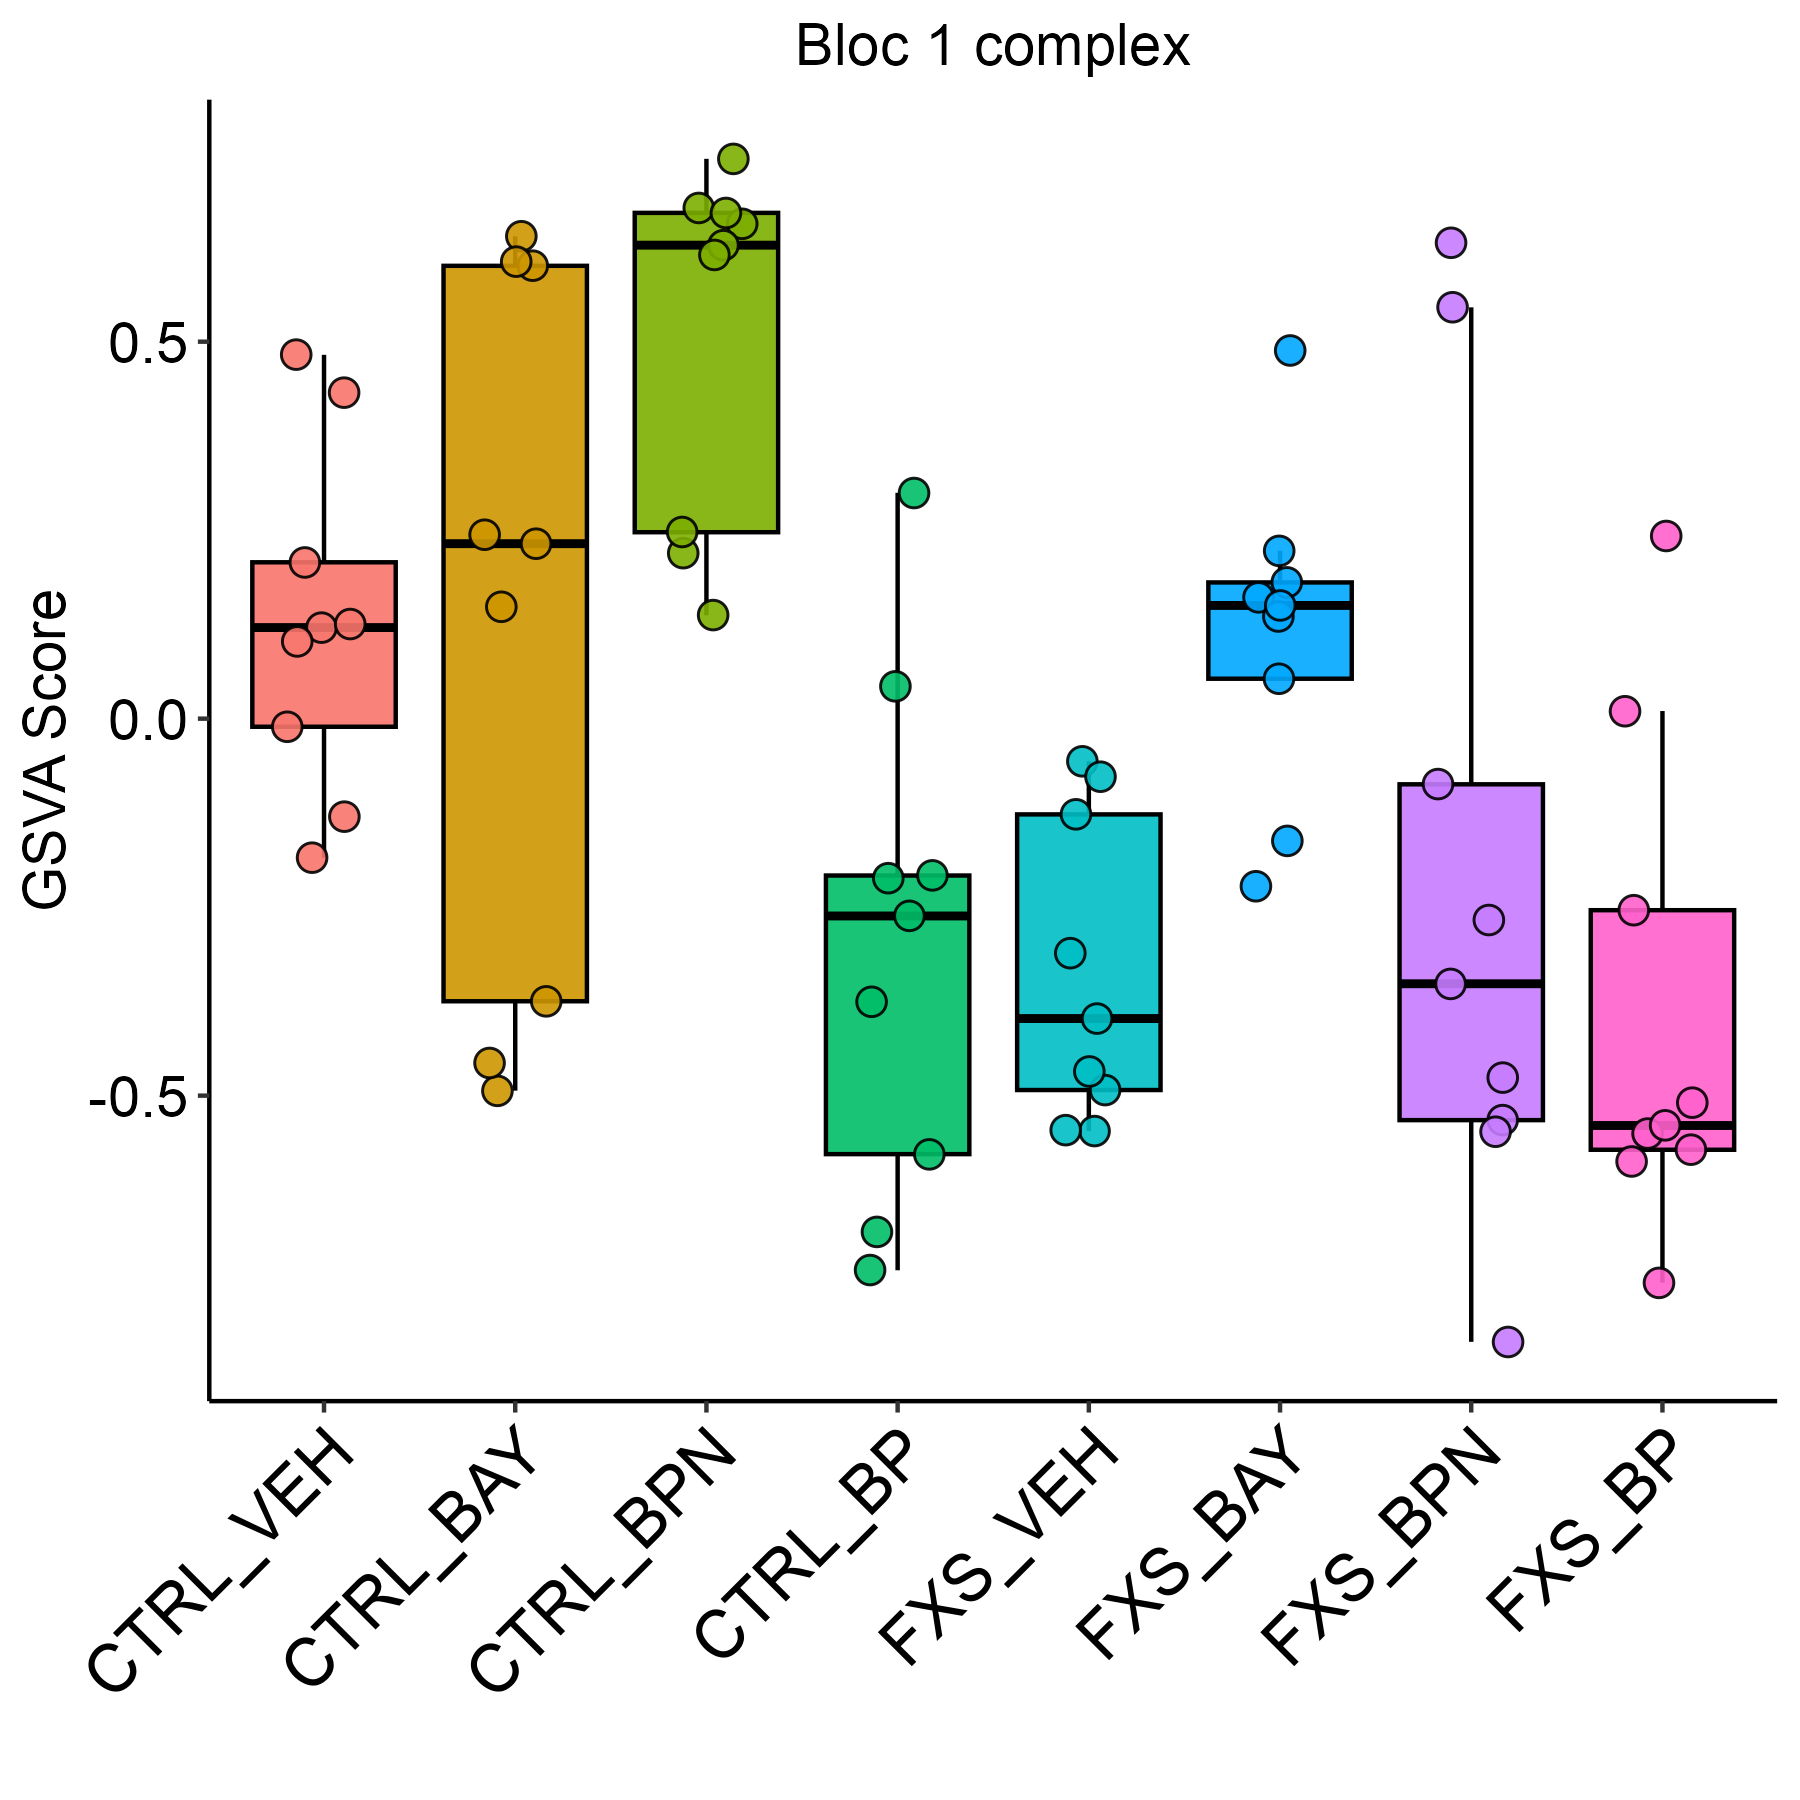 Bloc 1 complex
GSVA Score
0.5
0.0
-0.5
CTRL_VEH
CTRL_BAY
CTRL_BPN
CTRL_BP
FXS_VEH
FXS_BAY
FXS_BPN
FXS_BP